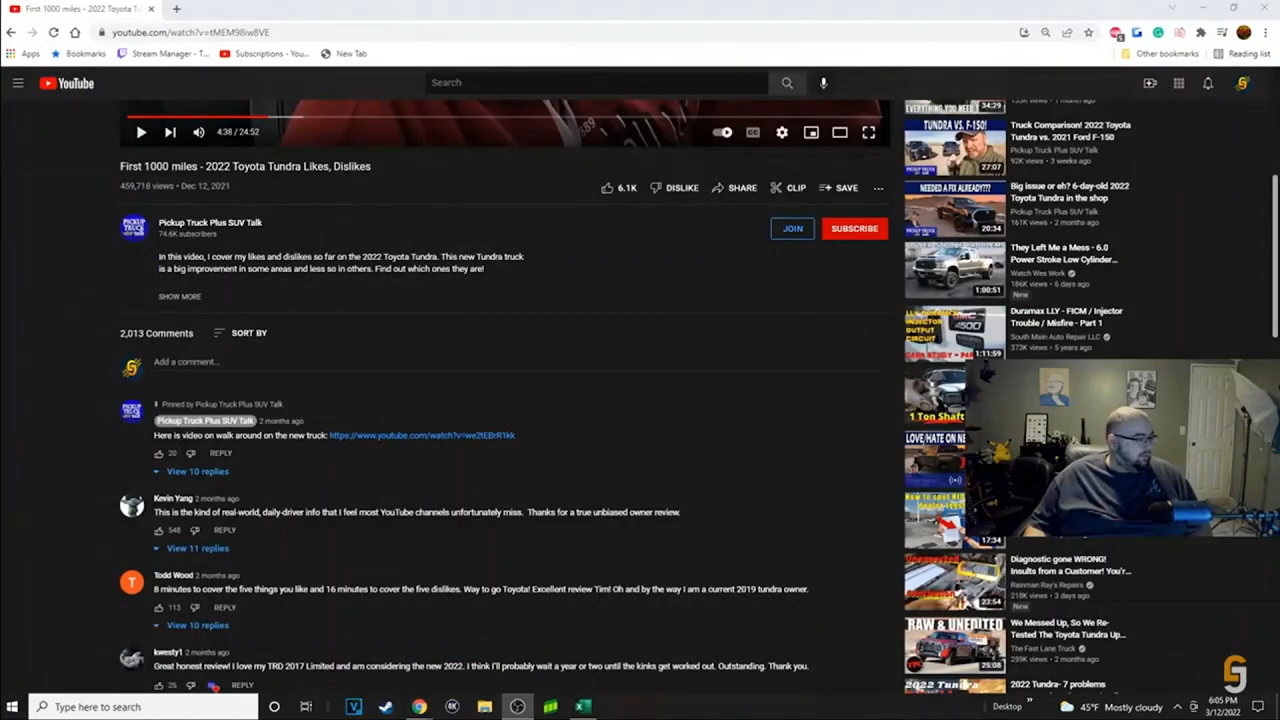 First 1000 miles - 2022 Toyota T
youtube.com/watch?v=tMEM98iw8VE
Apps
Bookmarks
Stream Manager - T...
Subscriptions - You...
New Tab
Other bookmarks
Reading list
YouTube
Search
4:38 / 24:52
First 1000 miles - 2022 Toyota Tundra Likes, Dislikes
459,718 views • Dec 12, 2021
6.1K
DISLIKE
SHARE
CLIP
SAVE
PICKUP TRUCK
Pickup Truck Plus SUV Talk
74.6K subscribers
JOIN
SUBSCRIBE
In this video, I cover my likes and dislikes so far on the 2022 Toyota Tundra. This new Tundra truck
is a big improvement in some areas and less so in others. Find out which ones they are!
SHOW MORE
2,013 Comments
SORT BY
Add a comment...
Pinned by Pickup Truck Plus SUV Talk
Pickup Truck Plus SUV Talk 2 months ago
Here is video on walk around on the new truck: https://www.youtube.com/watch?v=we2tEBrR1kk
20
REPLY
View 10 replies
Kevin Yang 2 months ago
This is the kind of real-world, daily-driver info that I feel most YouTube channels unfortunately miss. Thanks for a true unbiased owner review.
548
REPLY
View 11 replies
T
Todd Wood 2 months ago
8 minutes to cover the five things you like and 16 minutes to cover the five dislikes. Way to go Toyota! Excellent review Tim! Oh and by the way I am a current 2019 tundra owner.
113
REPLY
View 10 replies
kwesty1 2 months ago
Great honest review! I love my TRD 2017 Limited and am considering the new 2022. I think I'll probably wait a year or two until the kinks get worked out. Outstanding. Thank you.
25
REPLY
34:29
TUNDRA VS. F-150!
27:07
Truck Comparison! 2022 Toyota
Tundra vs. 2021 Ford F-150
Pickup Truck Plus SUV Talk
92K views • 3 weeks ago
NEEDED A FIX ALREADY???
20:34
Big issue or eh? 6-day-old 2022
Toyota Tundra in the shop
Pickup Truck Plus SUV Talk
161K views • 2 months ago
1:00:51
They Left Me a Mess - 6.0
Power Stroke Low Cylinder...
Watch Wes Work
186K views • 6 days ago
New
4500
1:11:59
Duramax LLY - FICM / Injector
Trouble / Misfire - Part 1
South Main Auto Repair LLC
373K views • 5 years ago
1 Ton Shaft
LOVE/HATE ON NE
17:34
23:54
Diagnostic gone WRONG!
Insults from a Customer! You'r...
Rainman Ray's Repairs
218K views • 3 days ago
New
RAW & UNEDITED
25:08
We Messed Up, So We Re-
Tested The Toyota Tundra Up...
The Fast Lane Truck
259K views • 2 months ago
2022 Tundra- 7 problems
Type here to search
Desktop
45°F Mostly cloudy
6:05 PM
3/12/2022